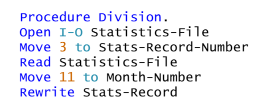 Procedure Division.
Open I-O Statistics-File
Move 3 to Stats-Record-Number
Read Statistics-File
Move 11 to Month-Number
Rewrite Stats-Record